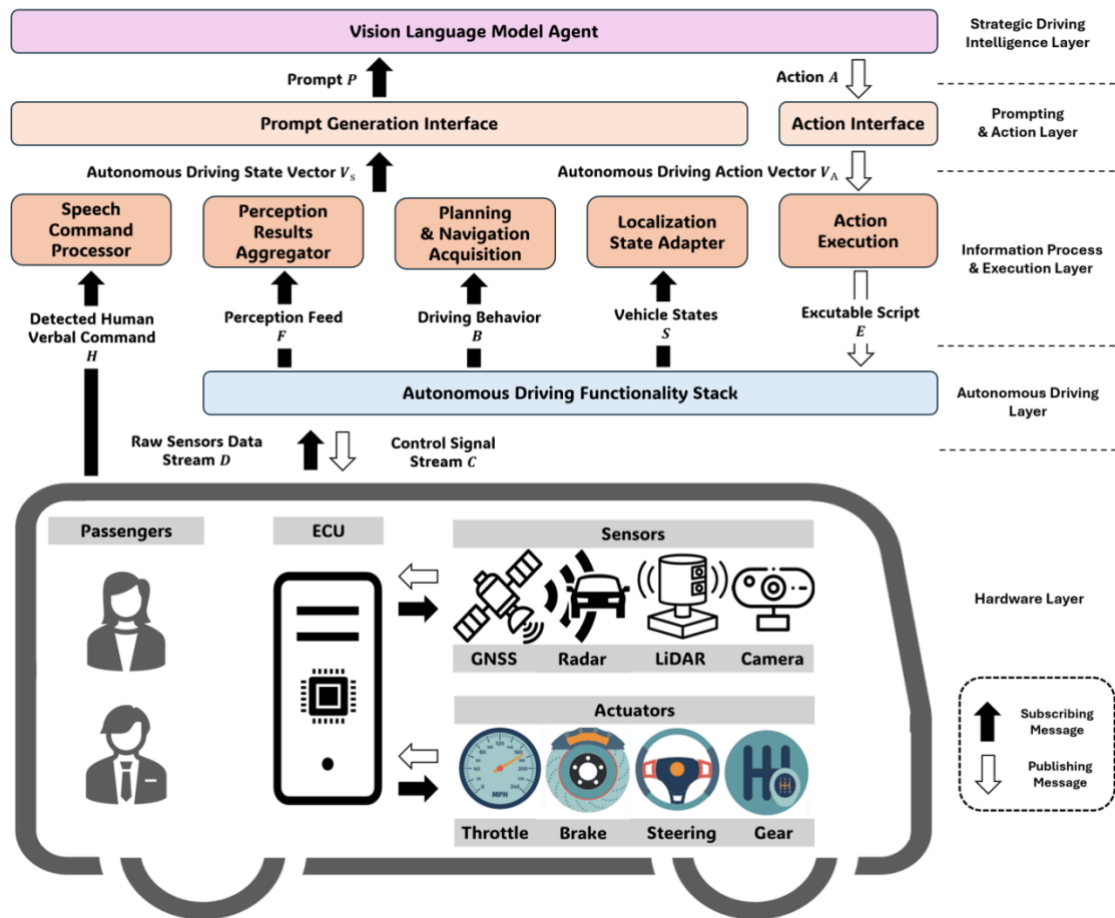 Vision Language Model Agent
Strategic Driving
Intelligence Layer
Prompt P
Action A
Prompt Generation Interface
Action Interface
Prompting
& Action Layer
Autonomous Driving State Vector Vs
Autonomous Driving Action Vector VA
Speech
Command
Processor
Perception
Results
Aggregator
Planning
& Navigation
Acquisition
Localization
State Adapter
Action
Execution
Information Process
& Execution Layer
Detected Human
Verbal Command
H
Perception Feed
F
Driving Behavior
B
Vehicle States
S
Excutable Script
E
Autonomous Driving Functionality Stack
Autonomous Driving
Layer
Raw Sensors Data
Stream D
Control Signal
Stream C
Passengers
ECU
Sensors
GNSS
Radar
LiDAR
Camera
Hardware Layer
Actuators
MPH
Throttle
Brake
Steering
Gear
Subscribing
Message
Publishing
Message